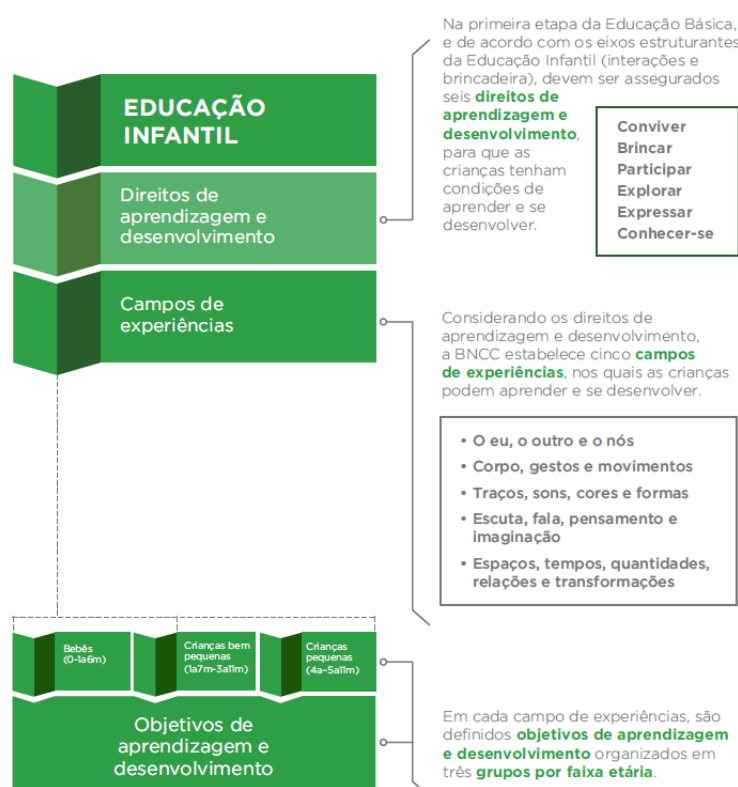 EDUCAÇÃO
INFANTIL
Direitos de
aprendizagem e
desenvolvimento
Na primeira etapa da Educação Básica,
e de acordo com os eixos estruturantes
da Educação Infantil (interações e
brincadeira), devem ser assegurados
seis direitos de
aprendizagem e
desenvolvimento,
para que as
crianças tenham
condições de
aprender e se
desenvolver.
Conviver
Brincar
Participar
Explorar
Expressar
Conhecer-se
Campos de
experiências
Considerando os direitos de
aprendizagem e desenvolvimento,
a BNCC estabelece cinco campos
de experiências, nos quais as crianças
podem aprender e se desenvolver.
• O eu, o outro e o nós
• Corpo, gestos e movimentos
• Traços, sons, cores e formas
• Escuta, fala, pensamento e
imaginação
• Espaços, tempos, quantidades,
relações e transformações
Bebês
(0-1a6m)
Crianças bem
pequenas
(1a7m-3a11m)
Crianças
pequenas
(4a-5a11m)
Objetivos de
aprendizagem e
desenvolvimento
Em cada campo de experiências, são
definidos objetivos de aprendizagem
e desenvolvimento organizados em
três grupos por faixa etária.